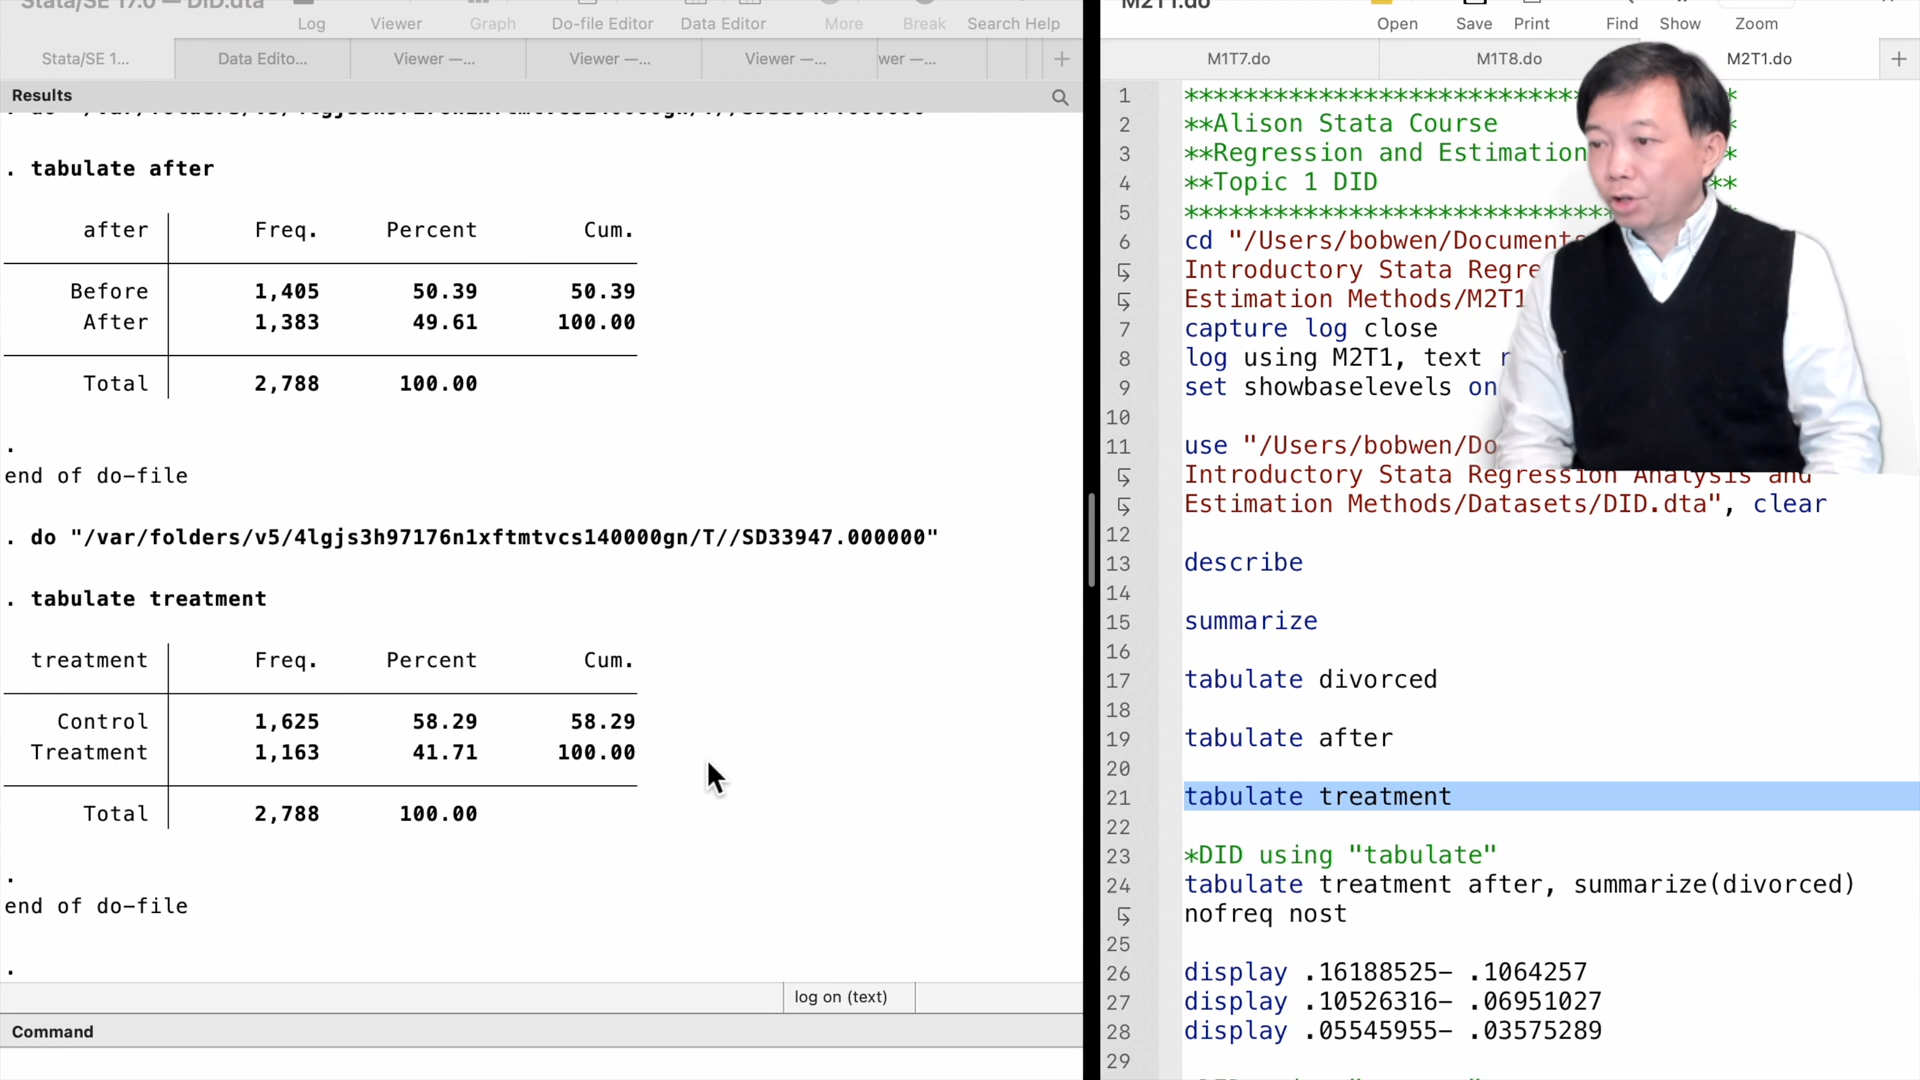 Stata/SE 17.0 — DID.dta
Log Viewer Graph Do-file Editor Data Editor More Break Search Help
Stata/SE 1... Data Edito... Viewer —... Viewer —... Viewer —... wer —... +
Results
. tabulate after
after Freq. Percent Cum.
Before 1,405 50.39 50.39
After 1,383 49.61 100.00
Total 2,788 100.00
.
end of do-file
. do "/var/folders/v5/4lgjs3h97176n1xftmtvcs140000gn/T//SD33947.000000"
. tabulate treatment
treatment Freq. Percent Cum.
Control 1,625 58.29 58.29
Treatment 1,163 41.71 100.00
Total 2,788 100.00
.
end of do-file
.
log on (text)
Command
M2T1.do
Open Save Print Find Show Zoom
M1T7.do M1T8.do M2T1.do +
1 **************************** *
2 **Alison Stata Course *
3 **Regression and Estimation *
4 **Topic 1 DID **
5 *****************************
6 cd "/Users/bobwen/Documents
Introductory Stata Regre
Estimation Methods/M2T1
7 capture log close
8 log using M2T1, text r
9 set showbaselevels on
10
11 use "/Users/bobwen/Do
Introductory Stata Regression Analysis and
Estimation Methods/Datasets/DID.dta", clear
12
13 describe
14
15 summarize
16
17 tabulate divorced
18
19 tabulate after
20
21 tabulate treatment
22
23 *DID using "tabulate"
24 tabulate treatment after, summarize(divorced)
nofreq nost
25
26 display .16188525- .1064257
27 display .10526316- .06951027
28 display .05545955- .03575289
29